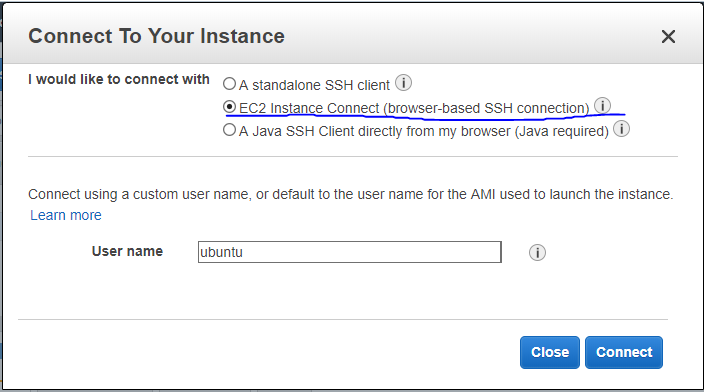 Connect To Your Instance
I would like to connect with
A standalone SSH client
EC2 Instance Connect (browser-based SSH connection)
A Java SSH Client directly from my browser (Java required)
Connect using a custom user name, or default to the user name for the AMI used to launch the instance.
Learn more
User name
ubuntu
Close
Connect